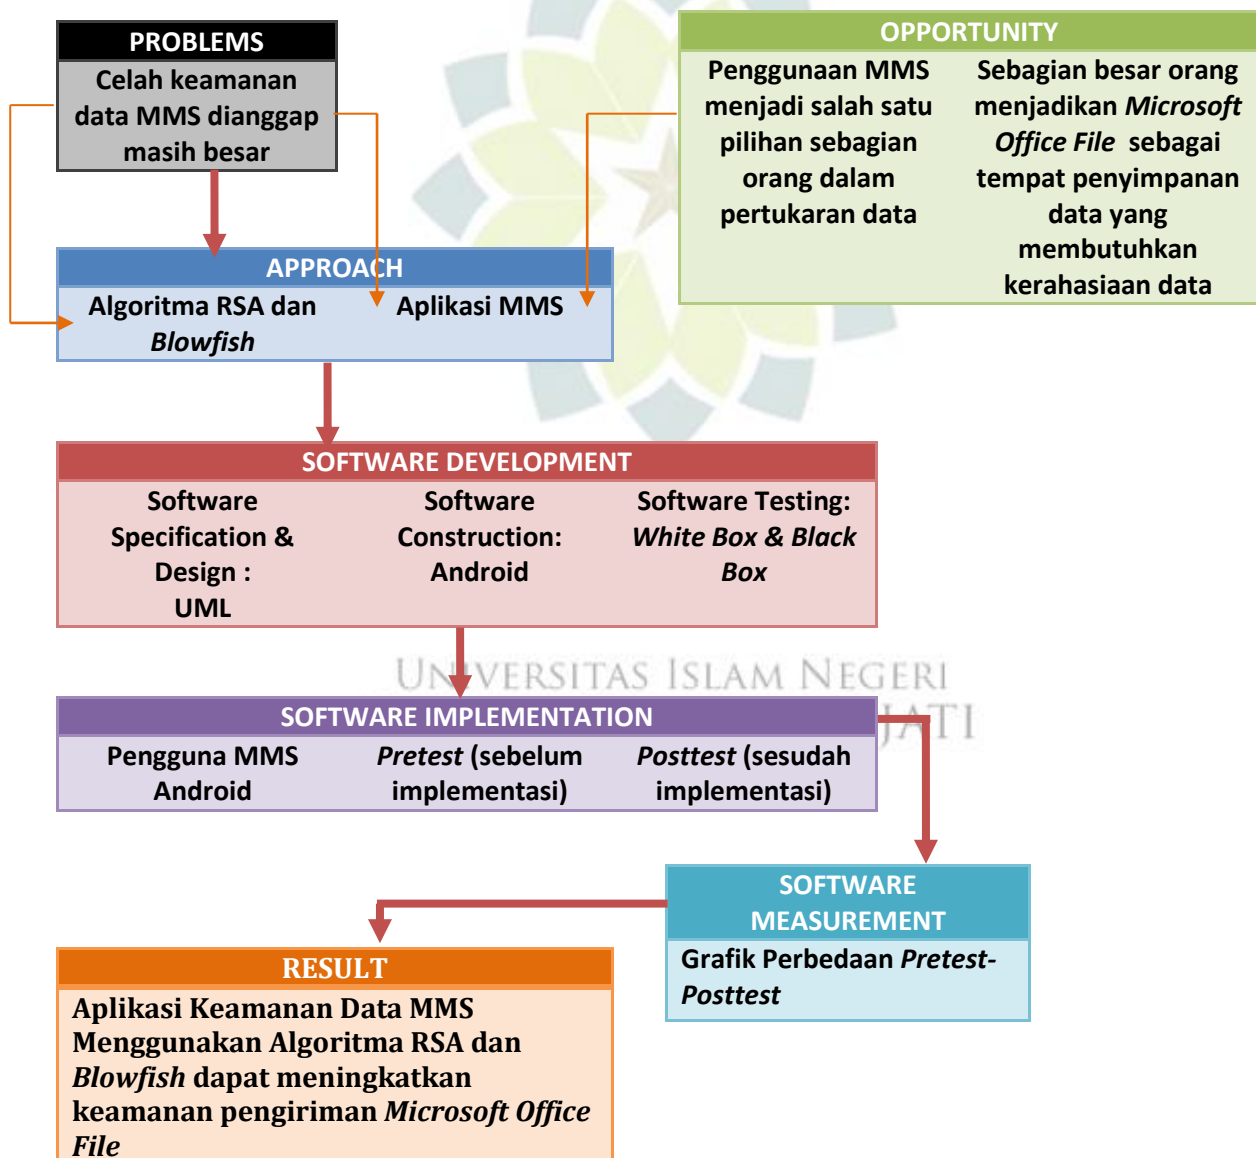 PROBLEMS
Celah keamanan
data MMS dianggap
masih besar
OPPORTUNITY
Penggunaan MMS
menjadi salah satu
pilihan sebagian
orang dalam
pertukaran data
Sebagian besar orang
menjadikan Microsoft
Office File sebagai
tempat penyimpanan
data yang
membutuhkan
kerahasiaan data
APPROACH
Algoritma RSA dan
Blowfish
Aplikasi MMS
SOFTWARE DEVELOPMENT
Software
Specification &
Design :
UML
Software
Construction:
Android
Software Testing:
White Box & Black
Box
UNIVERSITAS ISLAM NEGERI
JATI
SOFTWARE IMPLEMENTATION
Pengguna MMS
Android
Pretest (sebelum
implementasi)
Posttest (sesudah
implementasi)
SOFTWARE
MEASUREMENT
Grafik Perbedaan Pretest-
Posttest
RESULT
Aplikasi Keamanan Data MMS
Menggunakan Algoritma RSA dan
Blowfish dapat meningkatkan
keamanan pengiriman Microsoft Office
File